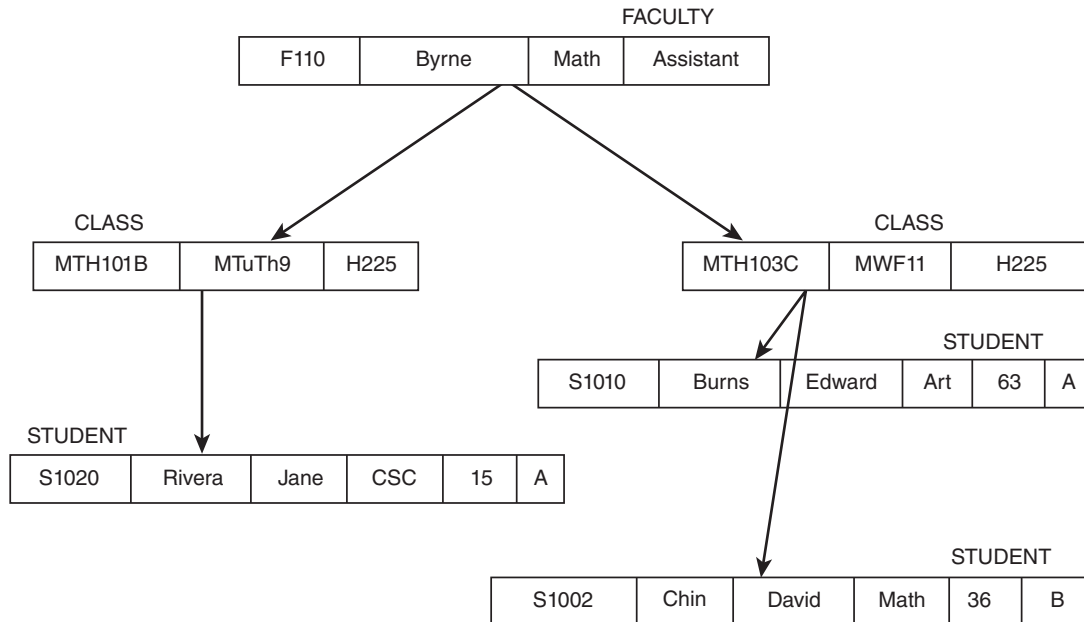 FACULTY
F110 Byrne Math Assistant
CLASS
MTH101B MTuTh9 H225
CLASS
MTH103C MWF11 H225
STUDENT
S1010 Burns Edward Art 63 A
STUDENT
S1020 Rivera Jane CSC 15 A
STUDENT
S1002 Chin David Math 36 B